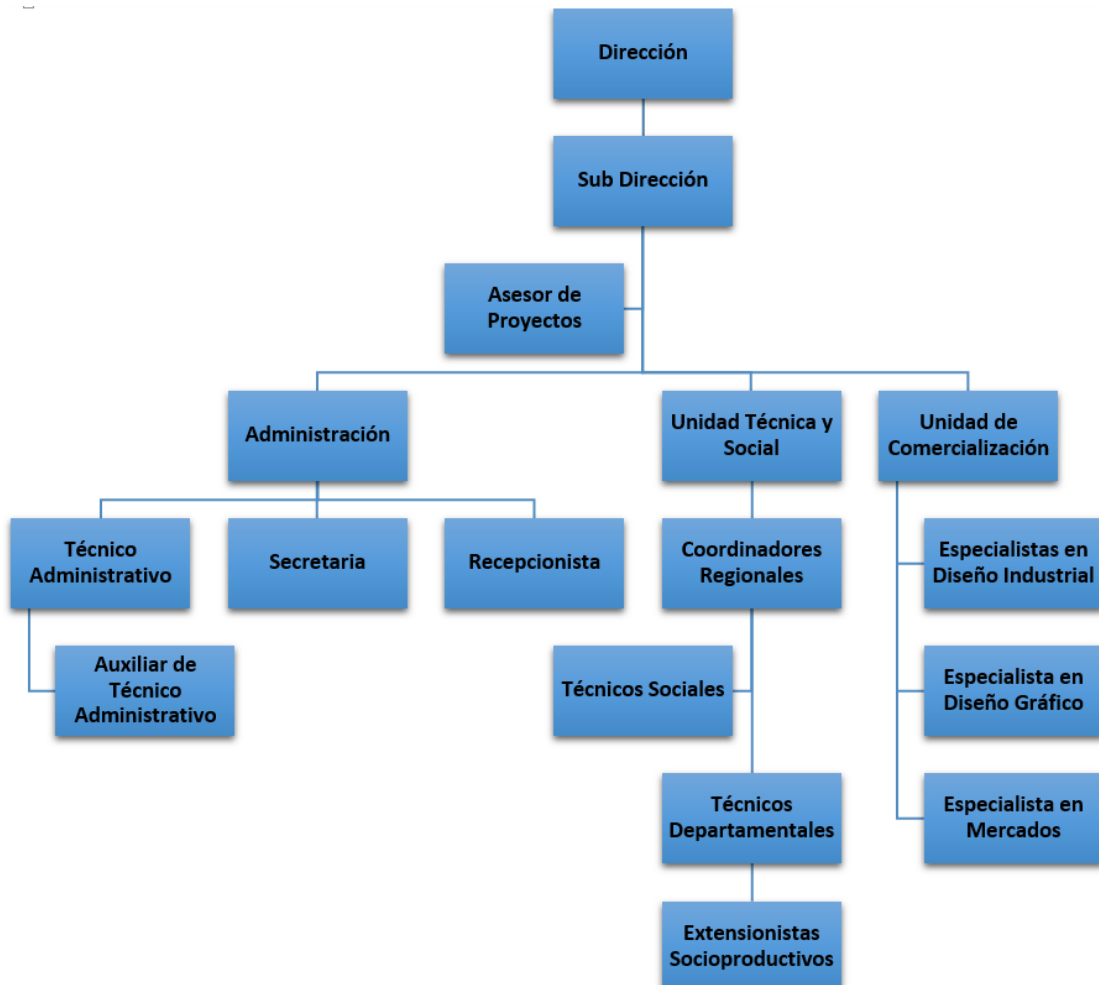 Dirección
Sub Dirección
Asesor de
Proyectos
Administración
Unidad Técnica y
Social
Unidad de
Comercialización
Técnico
Administrativo
Secretaria
Recepcionista
Coordinadores
Regionales
Especialistas en
Diseño Industrial
Auxiliar de
Técnico
Administrativo
Técnicos Sociales
Especialista en
Diseño Gráfico
Técnicos
Departamentales
Especialista en
Mercados
Extensionistas
Socioproductivos